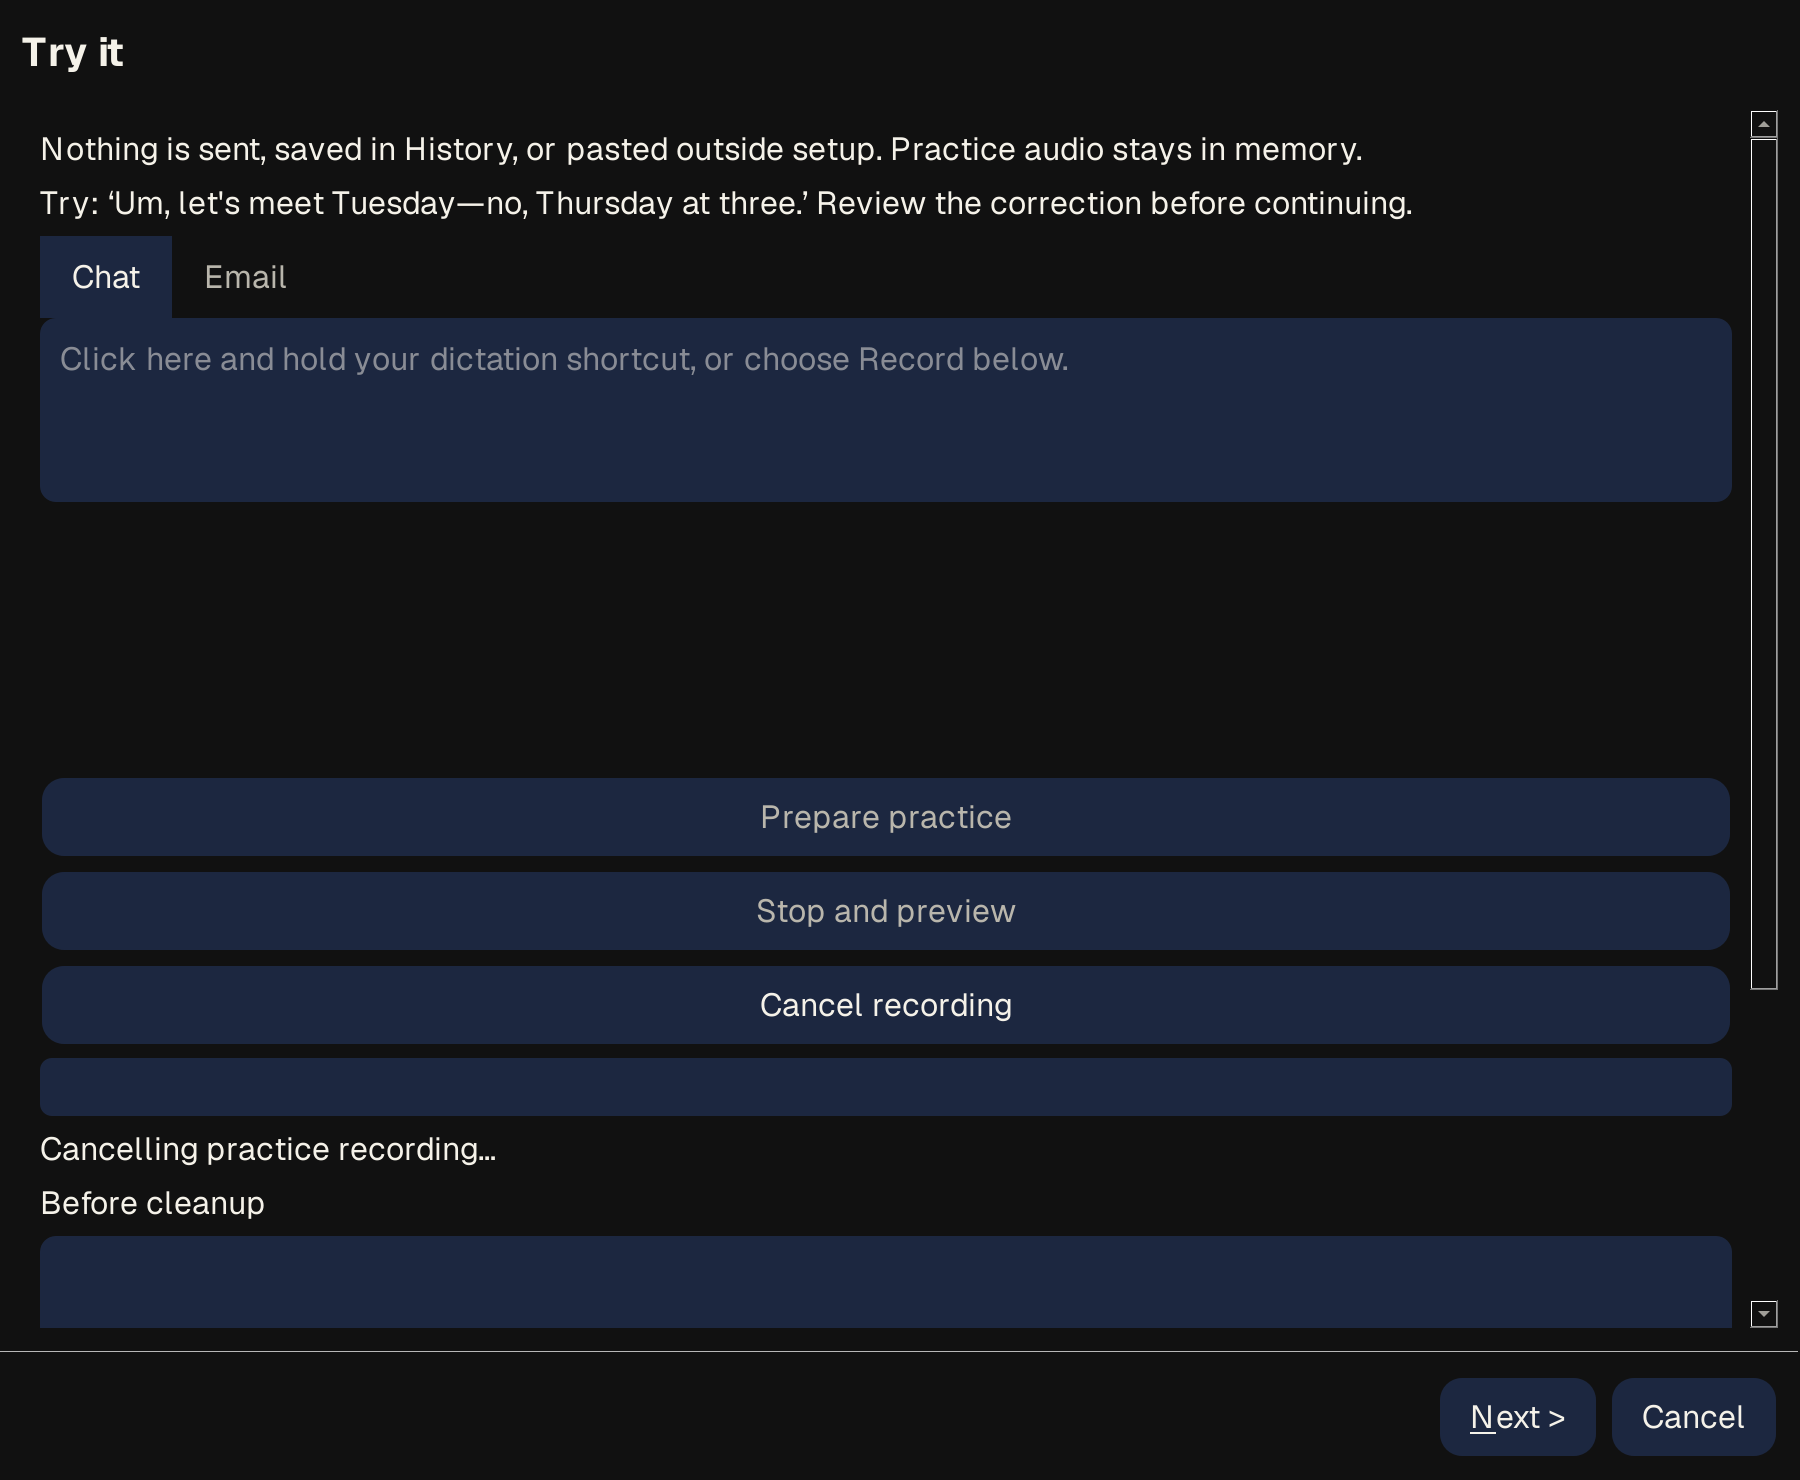 Try it
Nothing is sent, saved in History, or pasted outside setup. Practice audio stays in memory.
Try: ‘Um, let's meet Tuesday—no, Thursday at three.’ Review the correction before continuing.
Chat
Email
Click here and hold your dictation shortcut, or choose Record below.
Prepare practice
Stop and preview
Cancel recording
Cancelling practice recording…
Before cleanup
Next >
Cancel